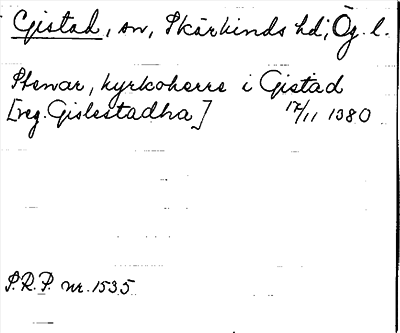 Gistad, sn, Skärkinds hd, Ög. l.
Stenar, kyrkoherre i Gistad
[reg. Gislestadha] 17/11 1380
S.R.P. nr. 1535